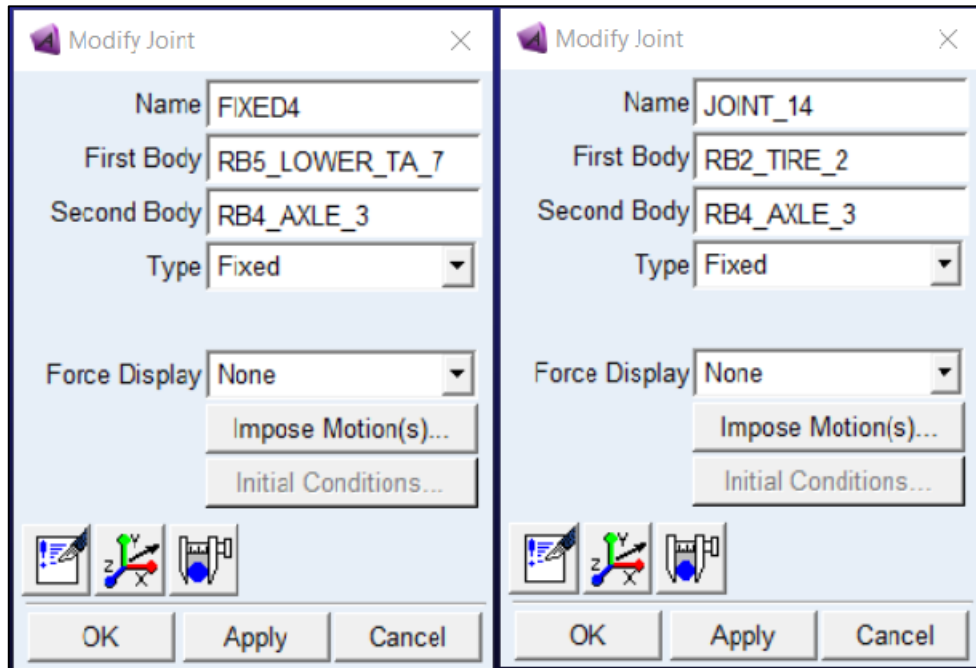 Modify Joint
Name FIXED4
First Body RB5_LOWER_TA_7
Second Body RB4_AXLE_3
Type Fixed
Force Display None
Impose Motion(s)...
Initial Conditions...
OK Apply Cancel
Modify Joint
Name JOINT_14
First Body RB2_TIRE_2
Second Body RB4_AXLE_3
Type Fixed
Force Display None
Impose Motion(s)...
Initial Conditions...
OK Apply Cancel